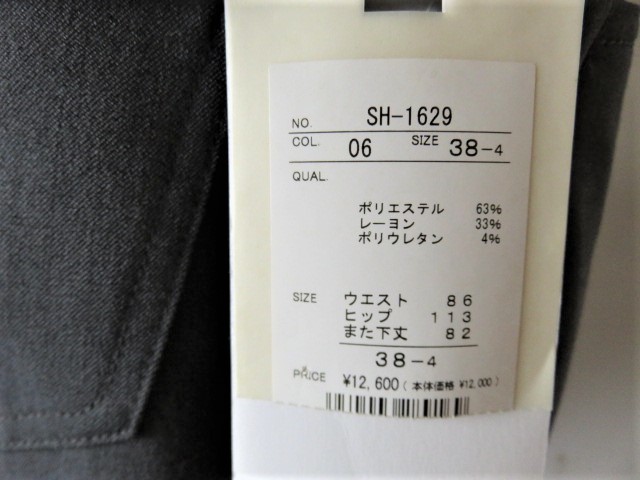 NO. SH-1629
COL. 06 SIZE 38-4
QUAL.
ポリエステル 63%
レーヨン 33%
ポリウレタン 4%
SIZE ウエスト 86
ヒップ 113
また下丈 82
38-4
PRICE ¥12,600(本体価格 ¥12,000)